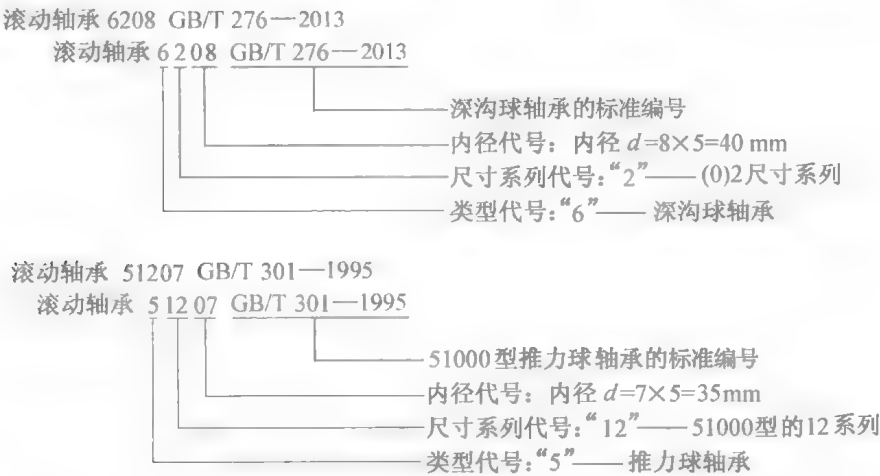 滚动轴承 6208 GB/T 276—2013
滚动轴承 6 2 08 GB/T 276—2013
深沟球轴承的标准编号
内径代号：内径 d=8×5=40 mm
尺寸系列代号：“2”—— (0)2尺寸系列
类型代号：“6”—— 深沟球轴承
滚动轴承 51207 GB/T 301—1995
滚动轴承 5 12 07 GB/T 301—1995
51000型推力球轴承的标准编号
内径代号：内径 d=7×5=35mm
尺寸系列代号：“12”—— 51000型的12系列
类型代号：“5”—— 推力球轴承